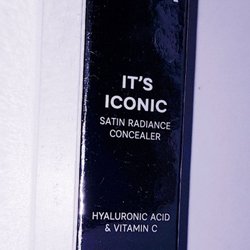 IT'S
ICONIC
SATIN RADIANCE
CONCEALER
HYALURONIC ACID
& VITAMIN C